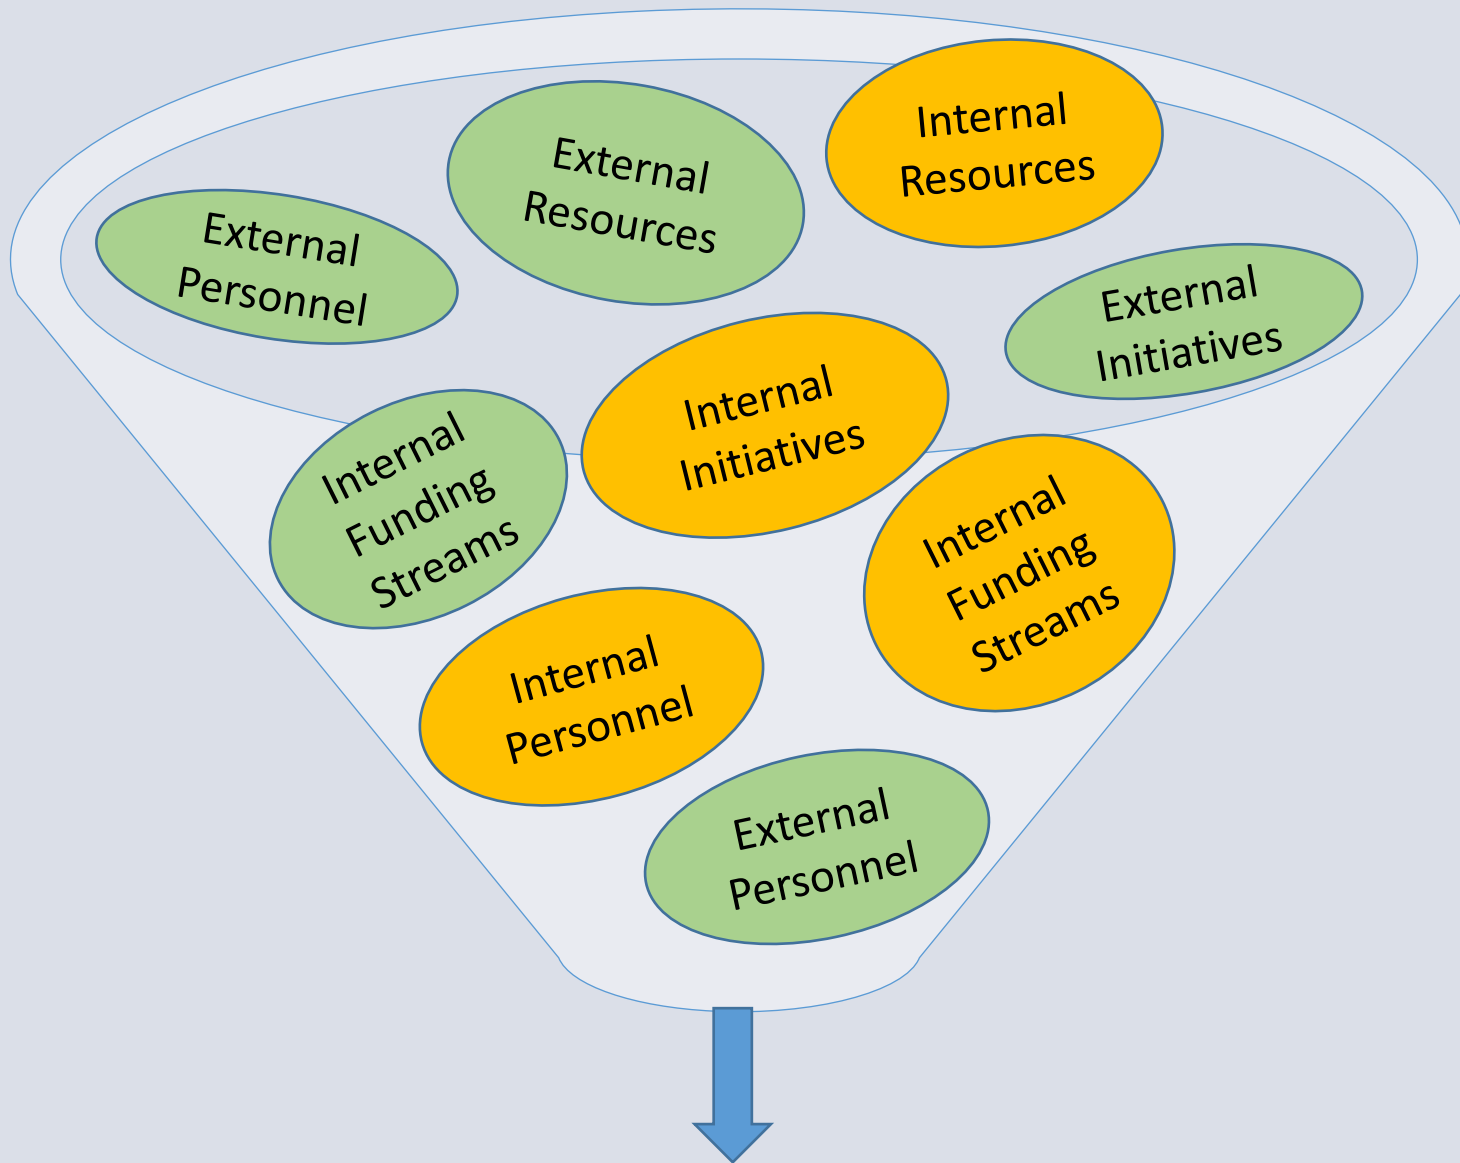 Internal
Resources
External
Resources
External
Personnel
External
Initiatives
Internal
Initiatives
Internal
Funding
Streams
Internal
Funding
Streams
Internal
Personnel
External
Personnel